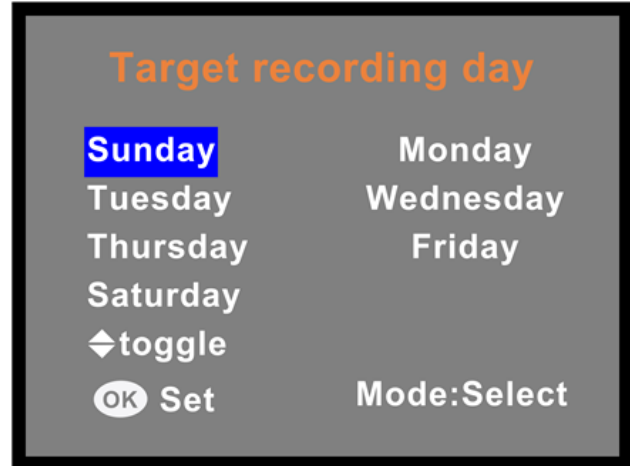 Target recording day
Sunday Monday
Tuesday Wednesday
Thursday Friday
Saturday
toggle
OK Set Mode:Select